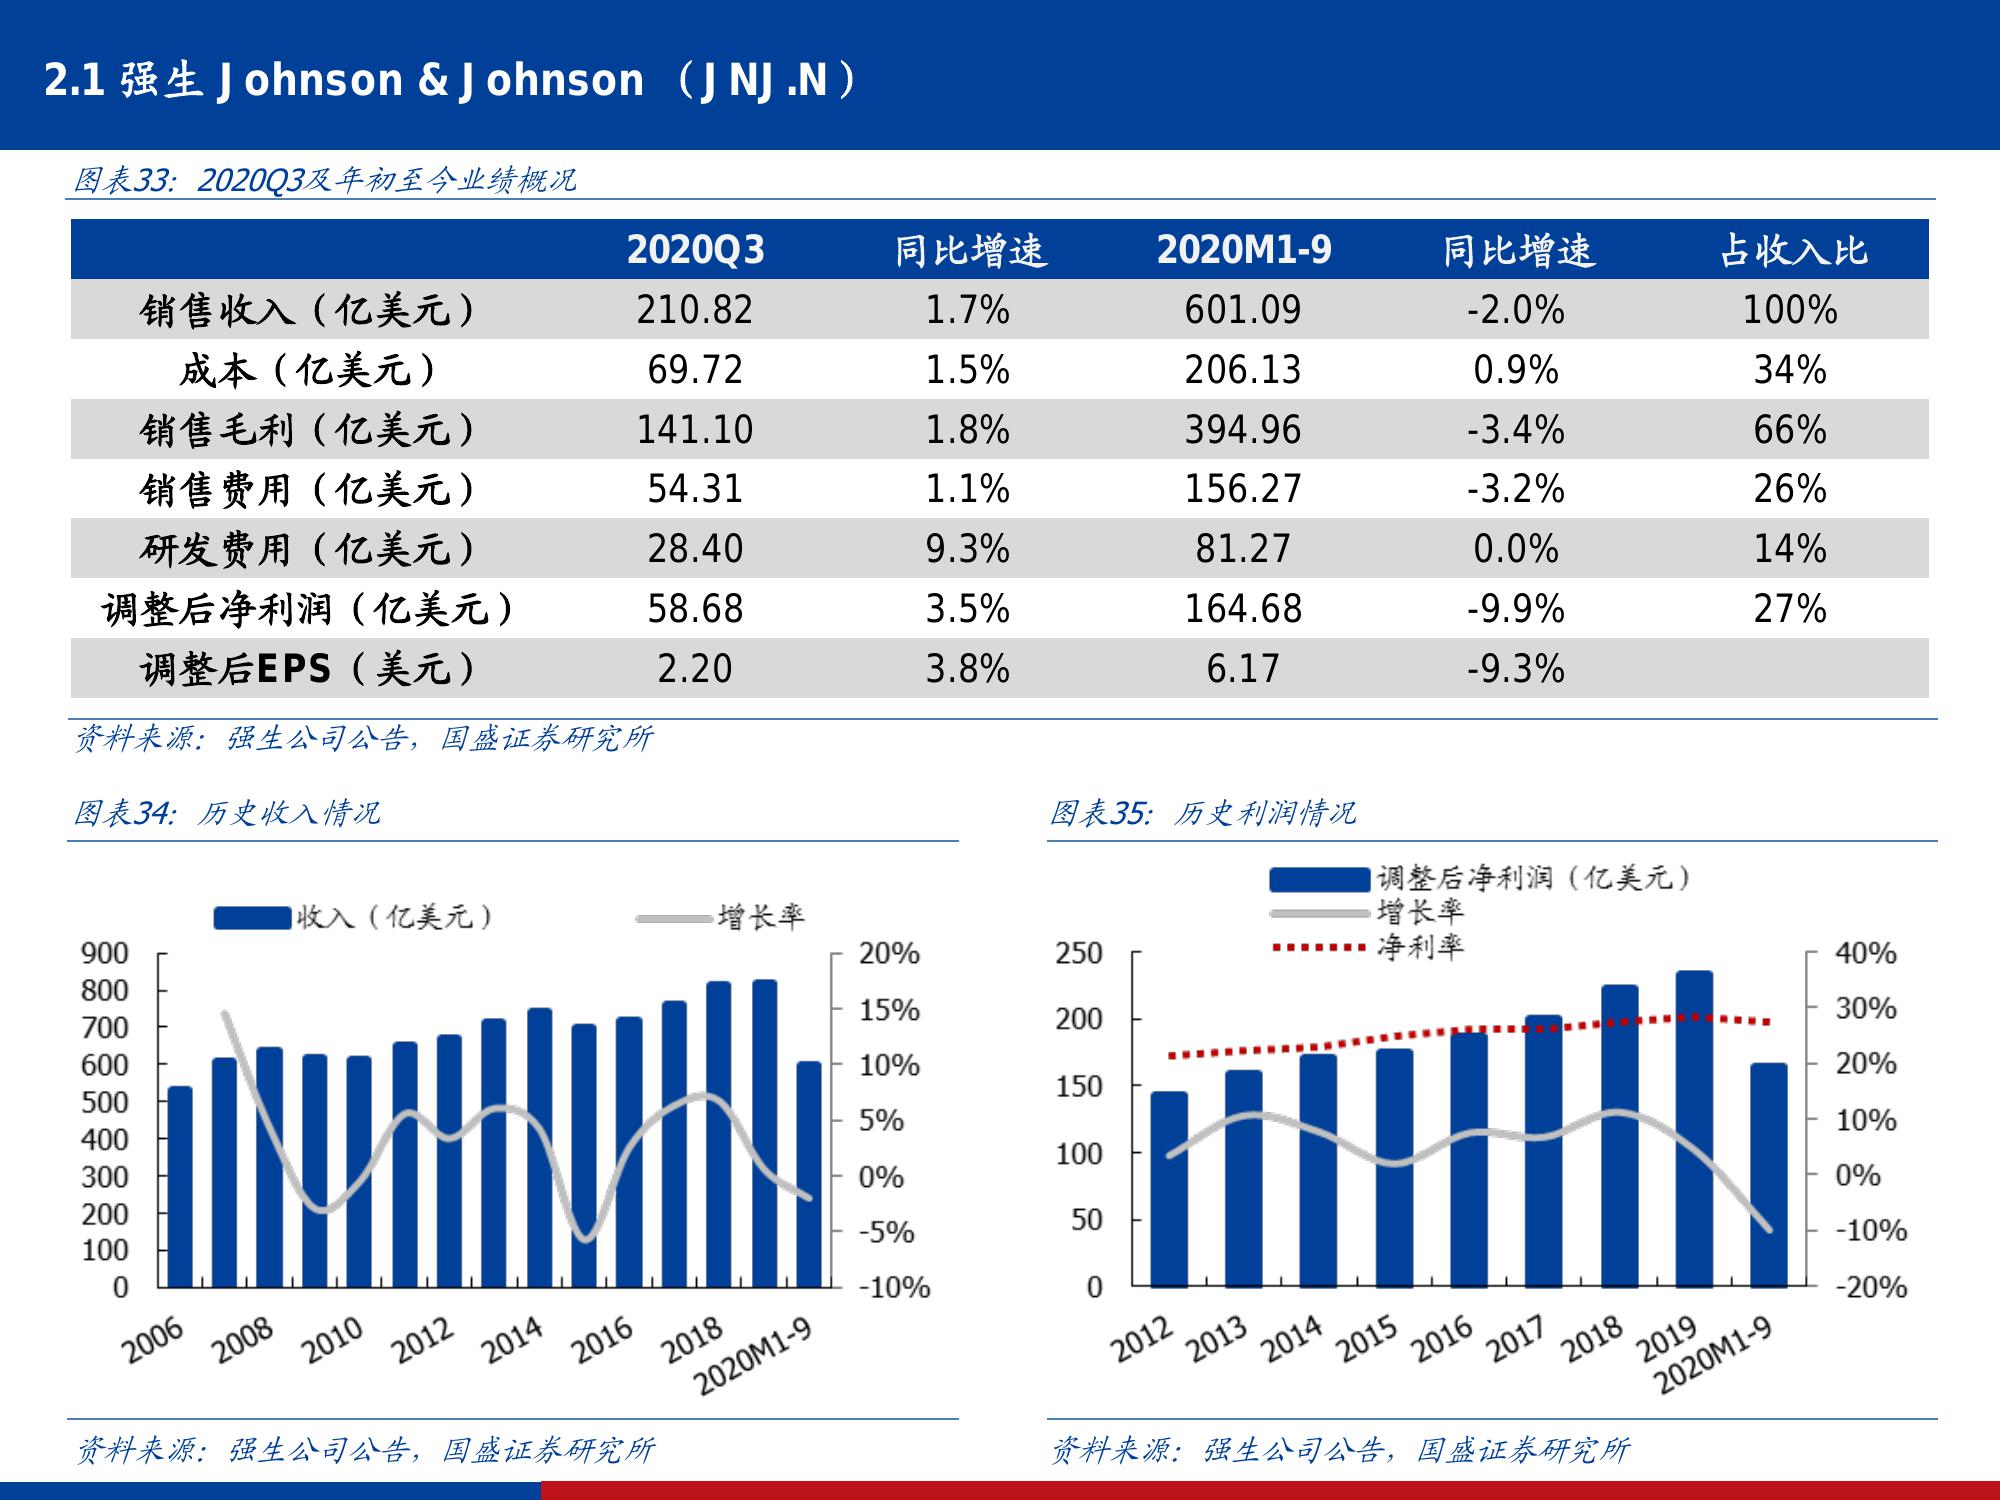 2.1 强生 Johnson & Johnson （JNJ.N）
图表33：2020Q3及年初至今业绩概况
2020Q3 同比增速 2020M1-9 同比增速 占收入比
销售收入（亿美元） 210.82 1.7% 601.09 -2.0% 100%
成本（亿美元） 69.72 1.5% 206.13 0.9% 34%
销售毛利（亿美元） 141.10 1.8% 394.96 -3.4% 66%
销售费用（亿美元） 54.31 1.1% 156.27 -3.2% 26%
研发费用（亿美元） 28.40 9.3% 81.27 0.0% 14%
调整后净利润（亿美元） 58.68 3.5% 164.68 -9.9% 27%
调整后EPS（美元） 2.20 3.8% 6.17 -9.3%
资料来源：强生公司公告，国盛证券研究所
图表34：历史收入情况
收入（亿美元） 增长率
900 20%
800
700 15%
600 10%
500
400 5%
300 0%
200 -5%
100
0 -10%
2006 2008 2010 2012 2014 2016 2018 2020M1-9
资料来源：强生公司公告，国盛证券研究所
图表35：历史利润情况
调整后净利润（亿美元）
增长率
净利率
250 40%
200 30%
150 20%
100 10%
50 0%
0 -10%
-20%
2012 2013 2014 2015 2016 2017 2018 2019 2020M1-9
资料来源：强生公司公告，国盛证券研究所